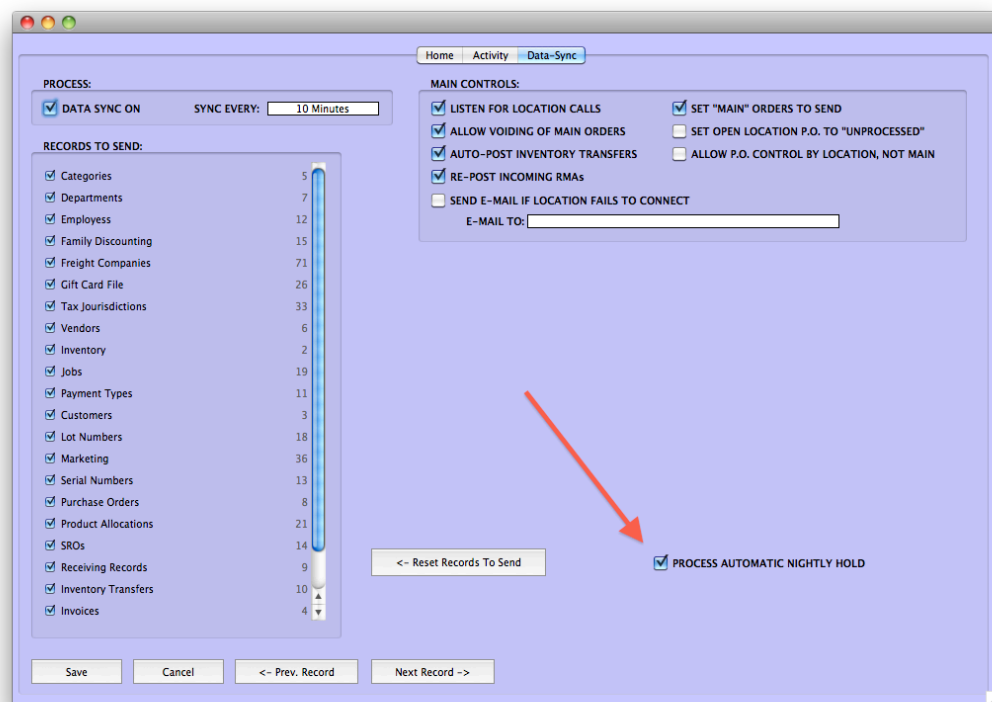 Home Activity Data-Sync
PROCESS:
DATA SYNC ON SYNC EVERY: 10 Minutes
RECORDS TO SEND:
Categories 5
Departments 7
Employess 12
Family Discounting 15
Freight Companies 71
Gift Card File 26
Tax Jourisdictions 33
Vendors 6
Inventory 2
Jobs 19
Payment Types 11
Customers 3
Lot Numbers 18
Marketing 36
Serial Numbers 13
Purchase Orders 8
Product Allocations 21
SROs 14
Receiving Records 9
Inventory Transfers 10
Invoices 4
MAIN CONTROLS:
LISTEN FOR LOCATION CALLS
ALLOW VOIDING OF MAIN ORDERS
AUTO-POST INVENTORY TRANSFERS
RE-POST INCOMING RMAs
SEND E-MAIL IF LOCATION FAILS TO CONNECT
E-MAIL TO:
SET "MAIN" ORDERS TO SEND
SET OPEN LOCATION P.O. TO "UNPROCESSED"
ALLOW P.O. CONTROL BY LOCATION, NOT MAIN
<- Reset Records To Send
PROCESS AUTOMATIC NIGHTLY HOLD
Save Cancel <- Prev. Record Next Record ->